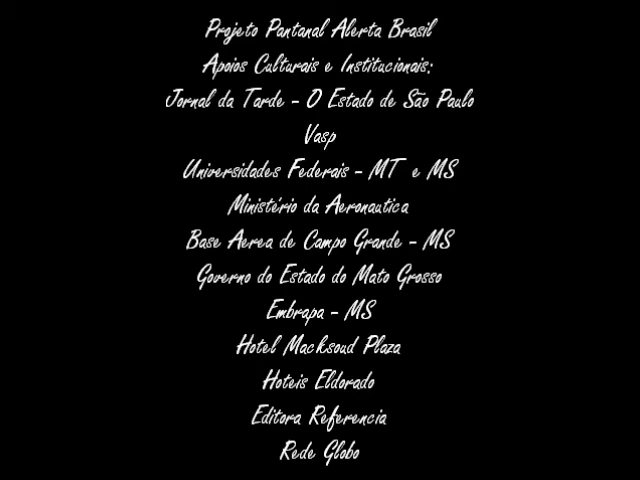 Projeto Pantanal Alerta Brasil
Apoios Culturais e Institucionais:
Jornal da Tarde - O Estado de São Paulo
Vasp
Universidades Federais - MT e MS
Ministério da Aeronautica
Base Aerea de Campo Grande - MS
Governo do Estado do Mato Grosso
Embrapa - MS
Hotel Macksoud Plaza
Hoteis Eldorado
Editora Referencia
Rede Globo